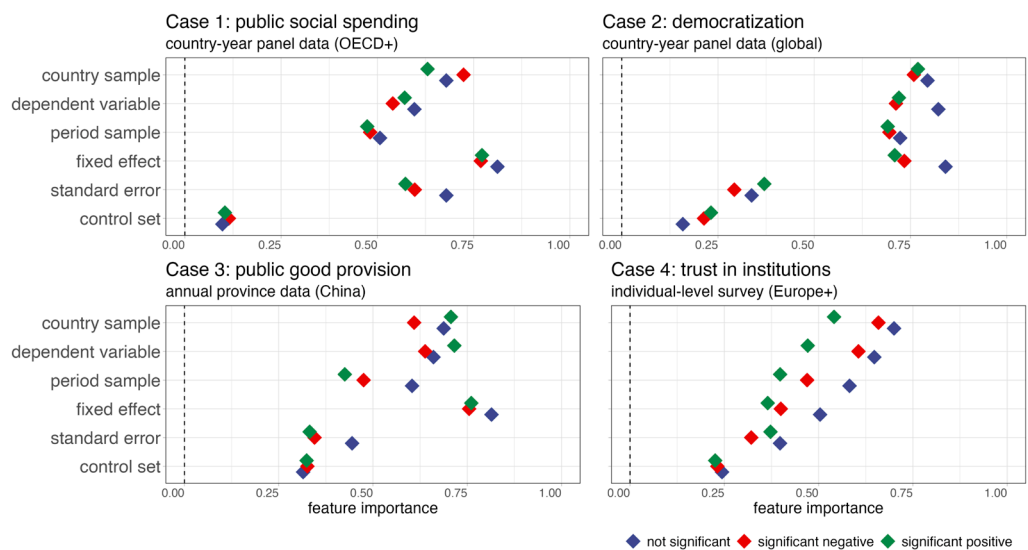 Case 1: public social spending
country-year panel data (OECD+)
country sample
dependent variable
period sample
fixed effect
standard error
control set
0.00 0.50 0.75 1.00
Case 2: democratization
country-year panel data (global)
0.00 0.25 0.50 0.75 1.00
Case 3: public good provision
annual province data (China)
country sample
dependent variable
period sample
fixed effect
standard error
control set
0.00 0.25 0.50 0.75 1.00
feature importance
Case 4: trust in institutions
individual-level survey (Europe+)
0.00 0.25 0.50 0.75 1.00
feature importance
not significant significant negative significant positive